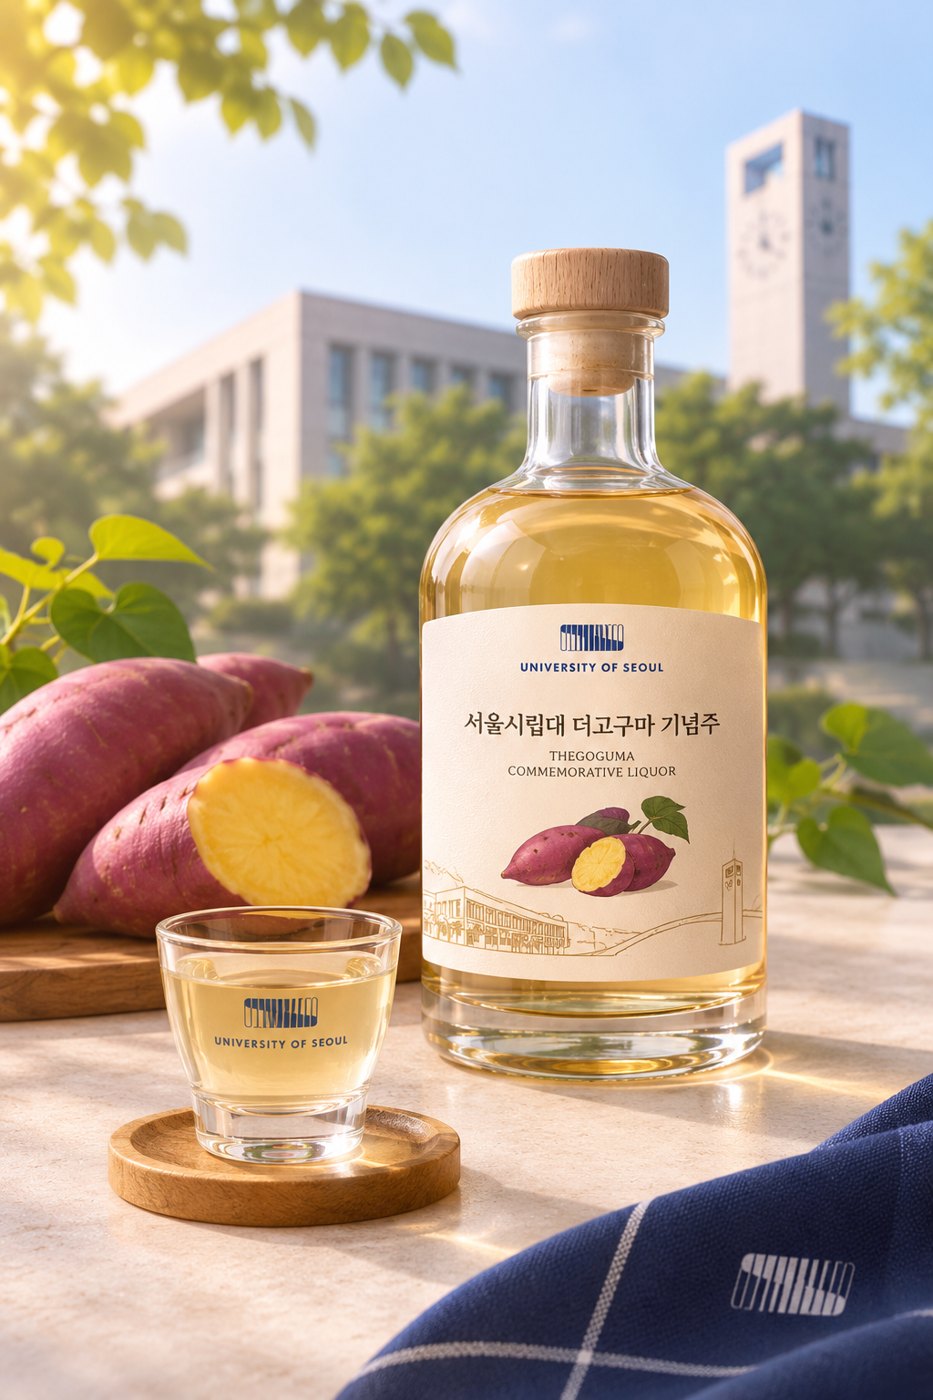 UNIVERSITY OF SEOUL
서울시립대 더고구마 기념주
THEGOGUMA
COMMEMORATIVE LIQUOR
UNIVERSITY OF SEOUL